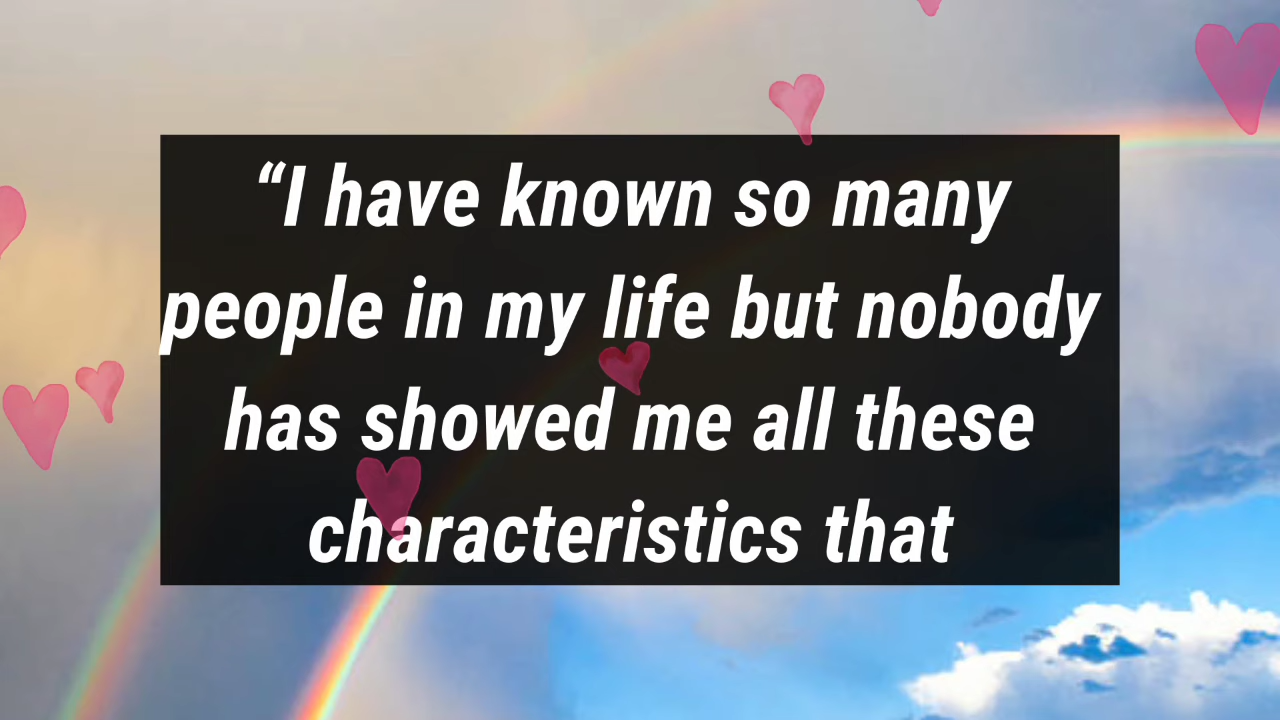 “I have known so many
people in my life but nobody
has showed me all these
characteristics that